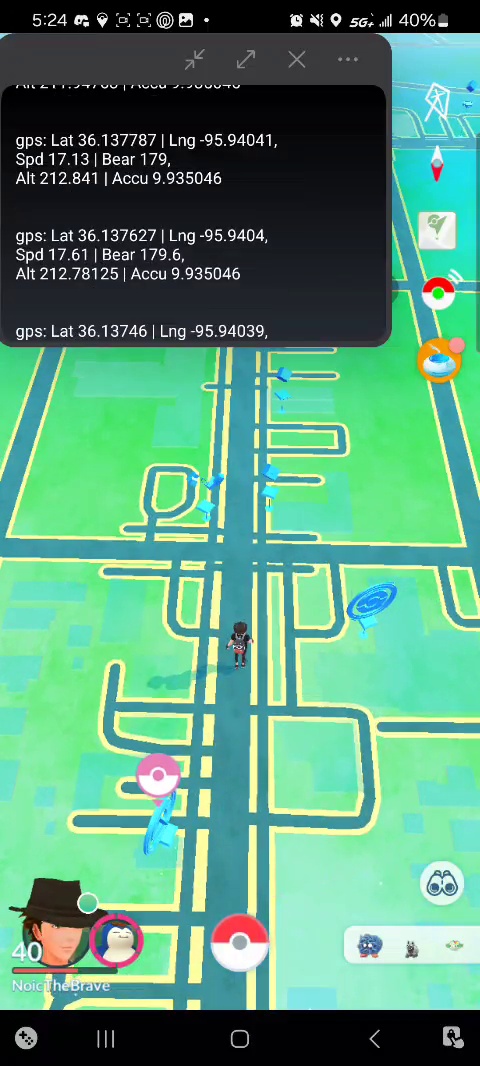 5:24
5G+
40%
Alt 211.94763 | Accu 9.935046
gps: Lat 36.137787 | Lng -95.94041,
Spd 17.13 | Bear 179,
Alt 212.841 | Accu 9.935046
gps: Lat 36.137627 | Lng -95.9404,
Spd 17.61 | Bear 179.6,
Alt 212.78125 | Accu 9.935046
gps: Lat 36.13746 | Lng -95.94039,
40
NoicTheBrave